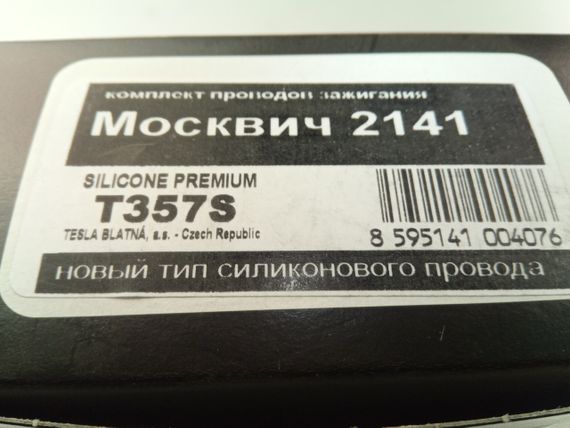 комплект проводов зажигания
Москвич 2141
SILICONE PREMIUM
T357S
TESLA BLATNÁ, a.s. - Czech Republic
8 595141 004076
новый тип силиконового провода